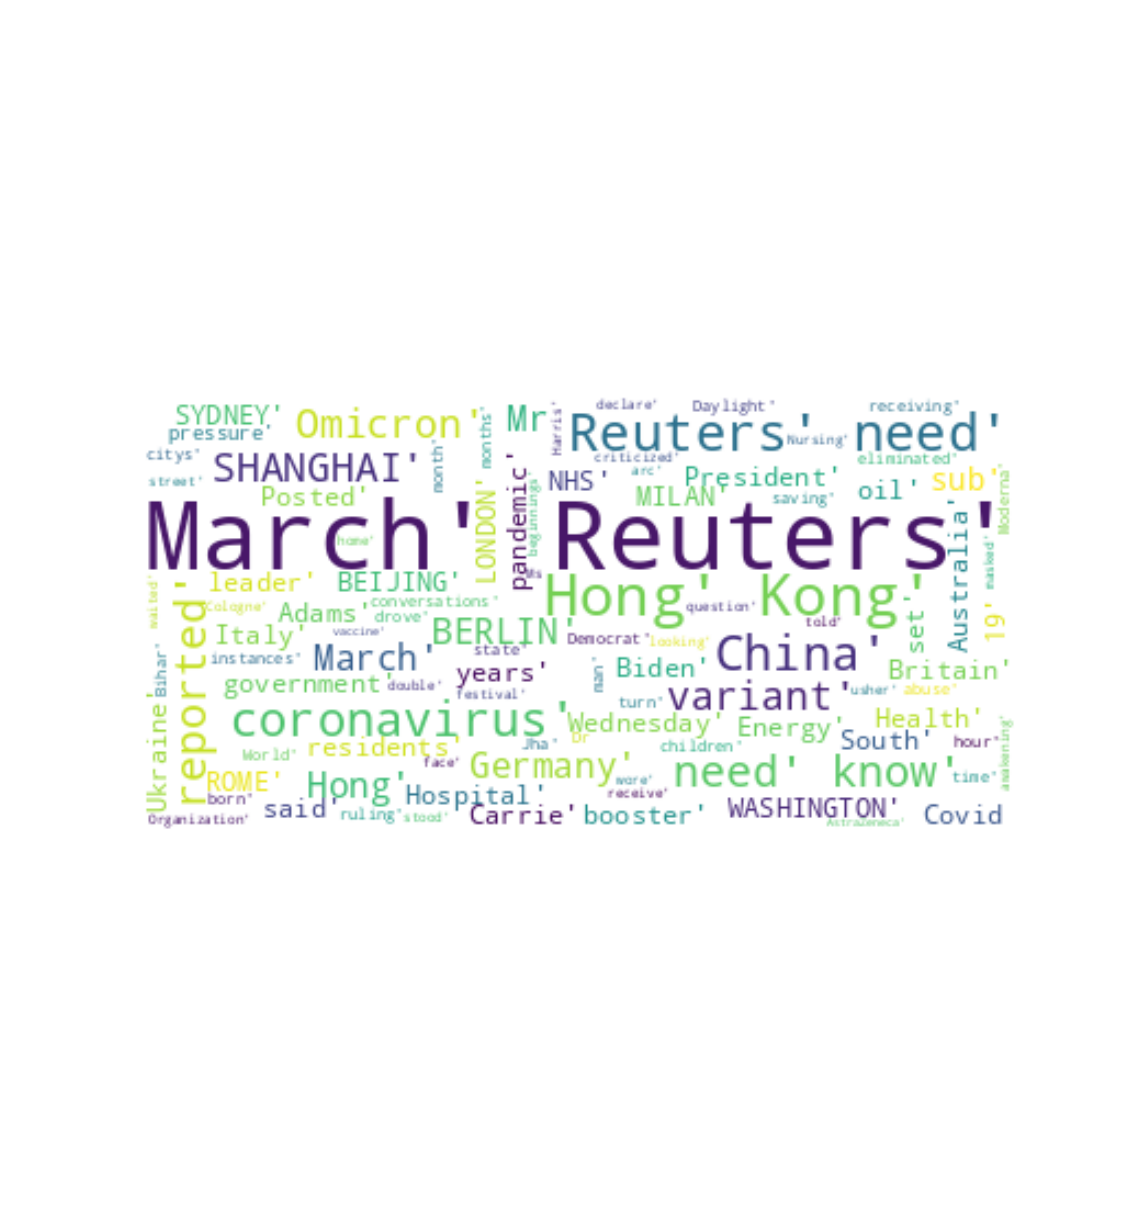 SYDNEY' Omicron' Mr declare' Daylight' receiving'
pressure' months' Harris' Reuters' need'
Nursing'
citys' SHANGHAI' month' criticized' eliminated'
street' Posted' pandemic' NHS' arc' President' sub'
LONDON' beginnings' MILAN' saving' oil' Moderna'
March' Reuters'
home' Australia' masked'
waited' leader' BEIJING' Ms Hong' Kong'
reported' Cologne' Adams' conversations' question' set 19'
drove' told'
Italy' vaccine' BERLIN' Democrat' looking'
Bihar' instances' March' state' years' man' Biden' China' Britain'
government' double' festival' turn' variant' usher' abuse'
Ukraine' coronavirus' Wednesday' Energy' Health'
World' residents' Jha' Dr children' South' hour' awakening'
face' Germany' need' know' time'
ROME' Hong' Hospital' wore'
born' receive'
Organization' said' ruling' stood' Carrie' booster' WASHINGTON' Covid
AstraZeneca'